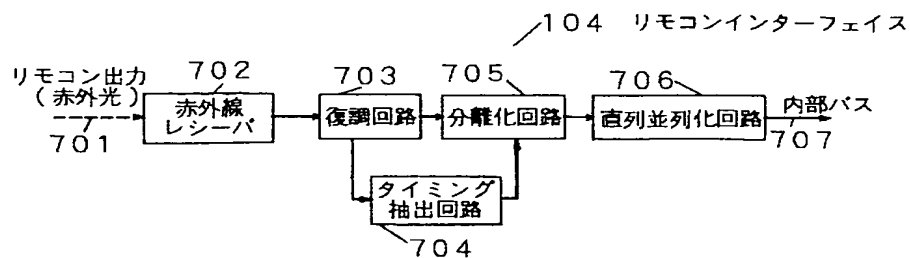 104 リモコンインターフェイス
リモコン出力
(赤外光)
701
702
赤外線
レシーバ
703
復調回路
タイミング
抽出回路
704
705
分離化回路
706
直列並列化回路
内部バス
707